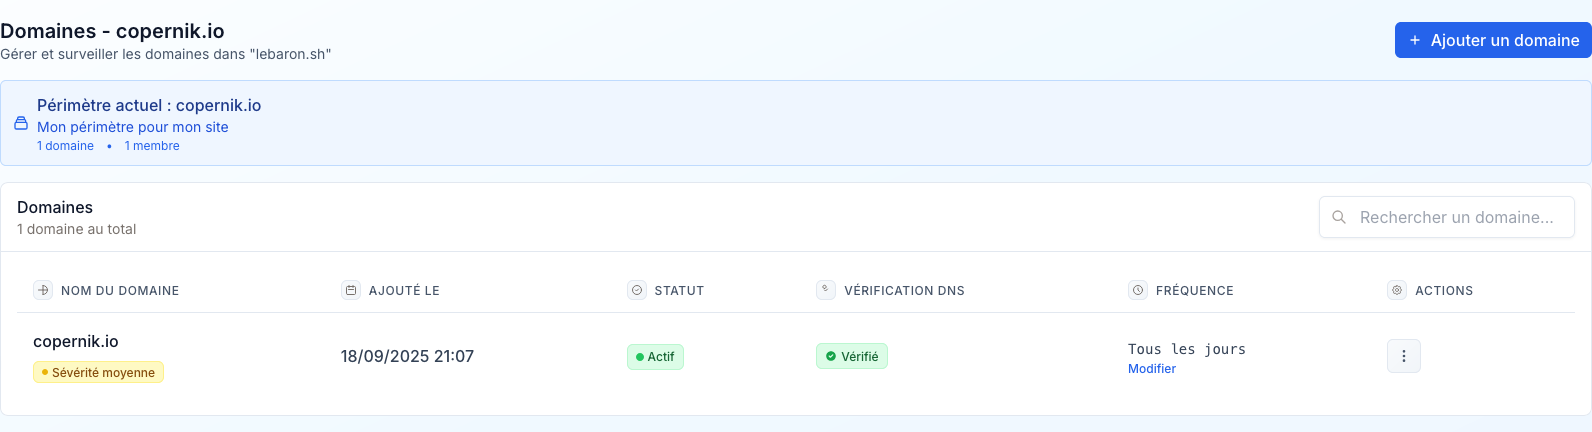 Domaines - copernik.io
Gérer et surveiller les domaines dans "lebaron.sh"
+ Ajouter un domaine
Périmètre actuel : copernik.io
Mon périmètre pour mon site
1 domaine • 1 membre
Domaines
1 domaine au total
Rechercher un domaine...
NOM DU DOMAINE AJOUTÉ LE STATUT VÉRIFICATION DNS FRÉQUENCE ACTIONS
copernik.io
Sévérité moyenne
18/09/2025 21:07
Actif
Vérifié
Tous les jours
Modifier